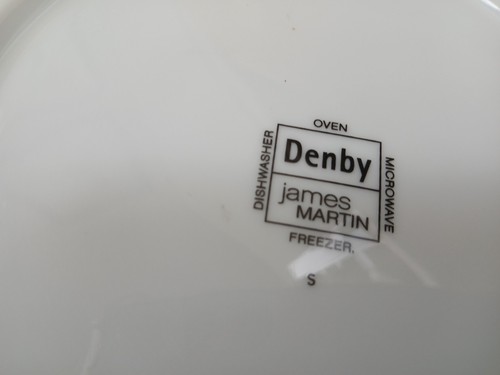 OVEN
DISHWASHER
Denby
james
MARTIN
MICROWAVE
FREEZER.
S